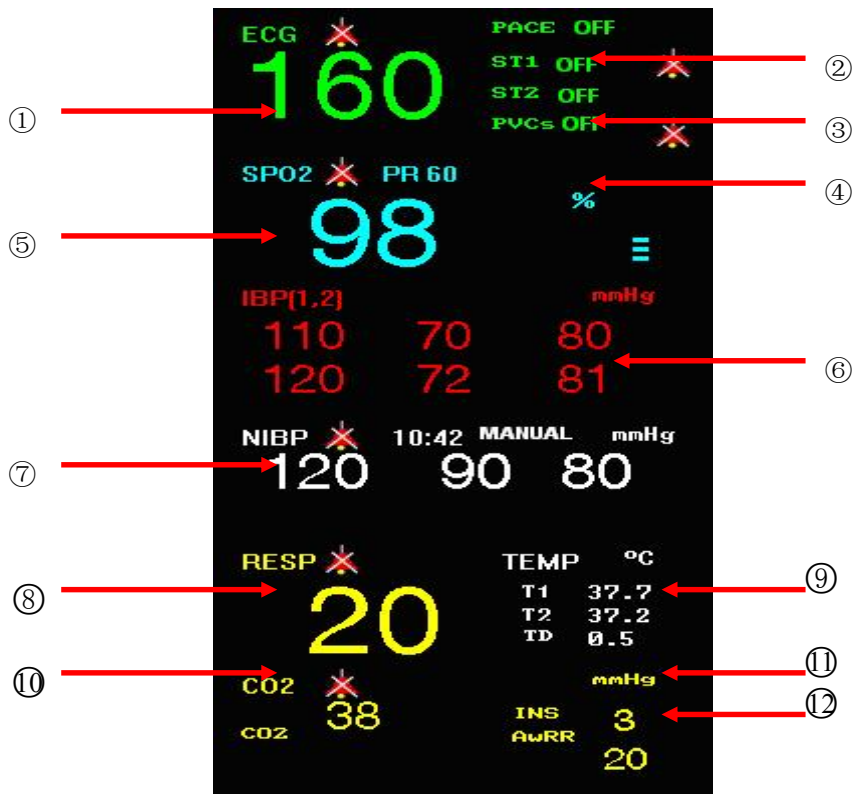 ECG PACE OFF
160 ST1 OFF ②
ST2 OFF
① PVCs OFF ③
SPO2 PR 60 ④
%
⑤ 98
IBP(1,2) mmHg
110 70 80
⑥
120 72 81
NIBP 10:42 MANUAL mmHg
⑦ 120 90 80
RESP TEMP °C
⑧ T1 37.7 ⑨
20 T2 37.2
TD 0.5
⑩ CO2 mmHg ⑪
38 INS 3 ⑫
CO2 AwRR 20